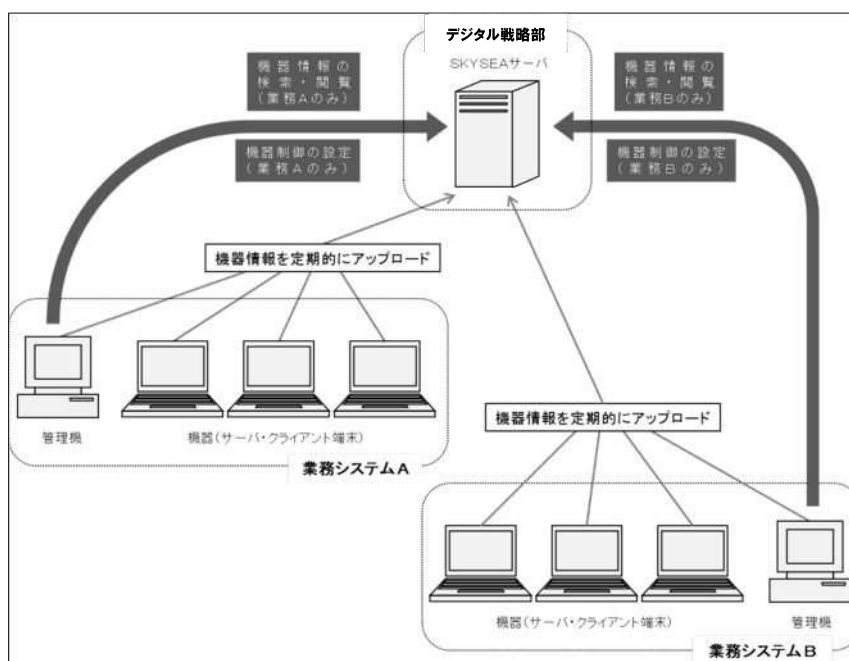 デジタル戦略部
SKYSEAサーバ
機器情報の
検索・閲覧
(業務Aのみ)
機器制御の設定
(業務Aのみ)
機器情報の
検索・閲覧
(業務Bのみ)
機器制御の設定
(業務Bのみ)
機器情報を定期的にアップロード
管理機
機器(サーバ・クライアント端末)
業務システムA
機器情報を定期的にアップロード
機器(サーバ・クライアント端末)
管理機
業務システムB